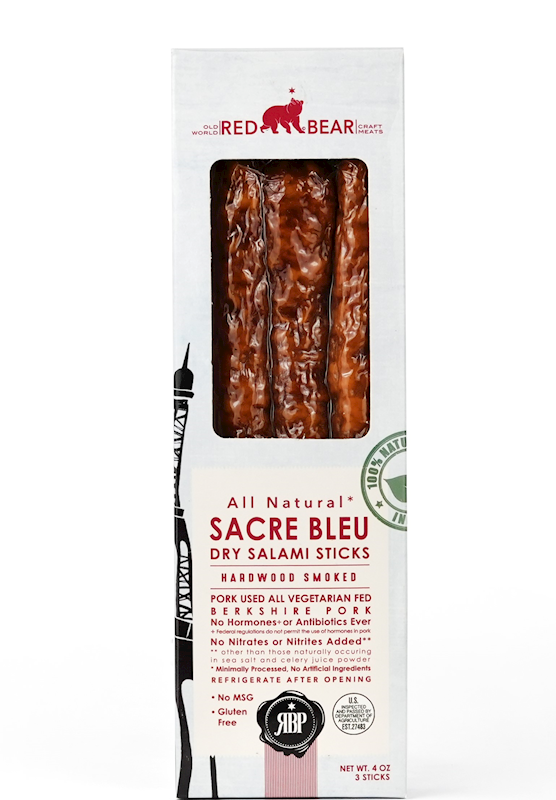 OLD WORLD RED BEAR CRAFT MEATS
100% NATU
IN
All Natural*
SACRE BLEU
DRY SALAMI STICKS
HARDWOOD SMOKED
PORK USED ALL VEGETARIAN FED
BERKSHIRE PORK
No Hormones+ or Antibiotics Ever
+ Federal regulations do not permit the use of hormones in pork
No Nitrates or Nitrites Added**
** other than those naturally occuring
in sea salt and celery juice powder
* Minimally Processed, No Artificial Ingredients
REFRIGERATE AFTER OPENING
• No MSG
• Gluten
Free
RBP
U.S.
INSPECTED
AND PASSED BY
DEPARTMENT OF
AGRICULTURE
EST.27483
NET WT. 4 OZ
3 STICKS